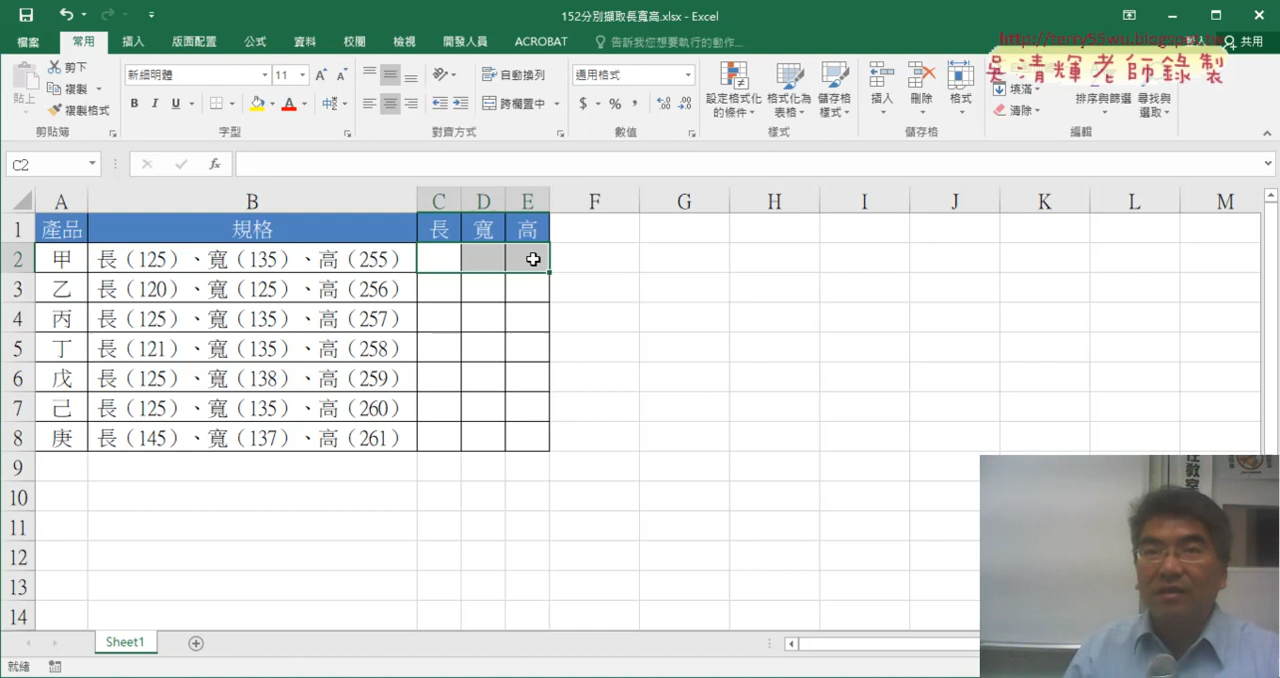 152分別擷取長寬高.xlsx - Excel
檔案 常用 插入 版面配置 公式 資料 校閱 檢視 開發人員 ACROBAT 告訴我您想要執行的動作... 共用
http://terry55wu.blogspot.tw
吳清輝老師錄製
貼上 剪下 複製 複製格式 剪貼簿
新細明體 11 B I U 字型
自動換列 跨欄置中 對齊方式
通用格式 $ % , 數值
設定格式化的條件 格式化為表格 儲存格樣式 樣式
插入 刪除 格式 儲存格
填滿 清除 排序與篩選 尋找與選取 編輯
C2 fx
A B C D E F G H I J K L M
1 產品 規格 長 寬 高
2 甲 長（125）、寬（135）、高（255）
3 乙 長（120）、寬（125）、高（256）
4 丙 長（125）、寬（135）、高（257）
5 丁 長（121）、寬（135）、高（258）
6 戊 長（125）、寬（138）、高（259）
7 己 長（125）、寬（135）、高（260）
8 庚 長（145）、寬（137）、高（261）
9
10
11
12
13
14
Sheet1
就緒